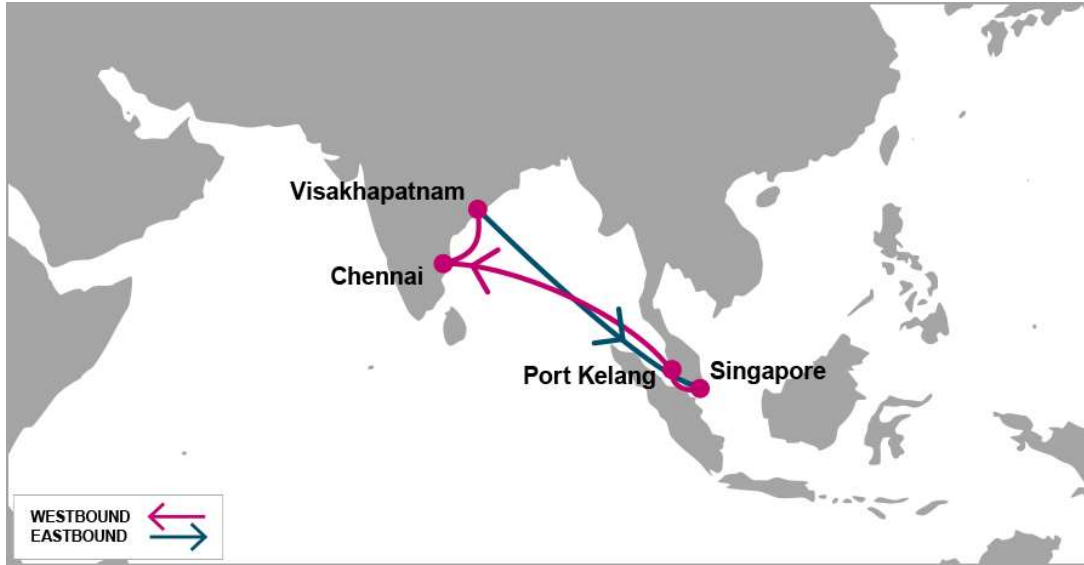 Visakhapatnam
Chennai
Port Kelang
Singapore
WESTBOUND
EASTBOUND